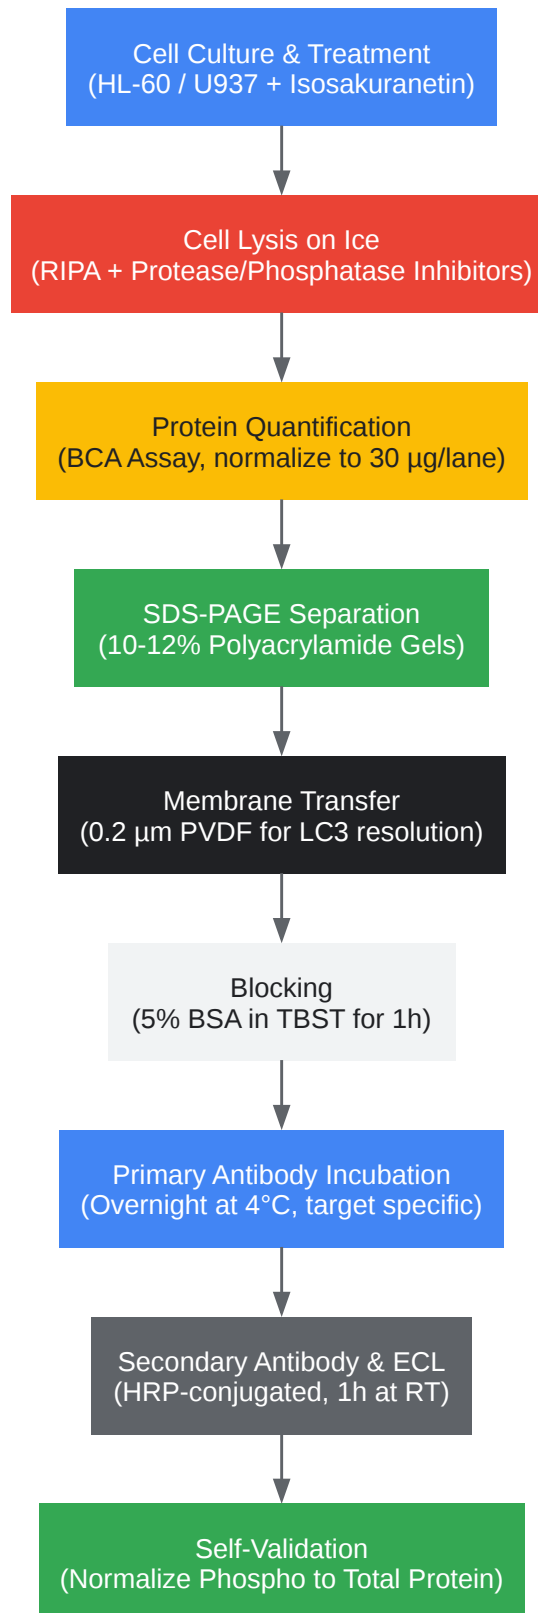 Cell Culture & Treatment
(HL-60 / U937 + Isosakuranetin)
Cell Lysis on Ice
(RIPA + Protease/Phosphatase Inhibitors)
Protein Quantification
(BCA Assay, normalize to 30 µg/lane)
SDS-PAGE Separation
(10-12% Polyacrylamide Gels)
Membrane Transfer
(0.2 µm PVDF for LC3 resolution)
Blocking
(5% BSA in TBST for 1h)
Primary Antibody Incubation
(Overnight at 4°C, target specific)
Secondary Antibody & ECL
(HRP-conjugated, 1h at RT)
Self-Validation
(Normalize Phospho to Total Protein)